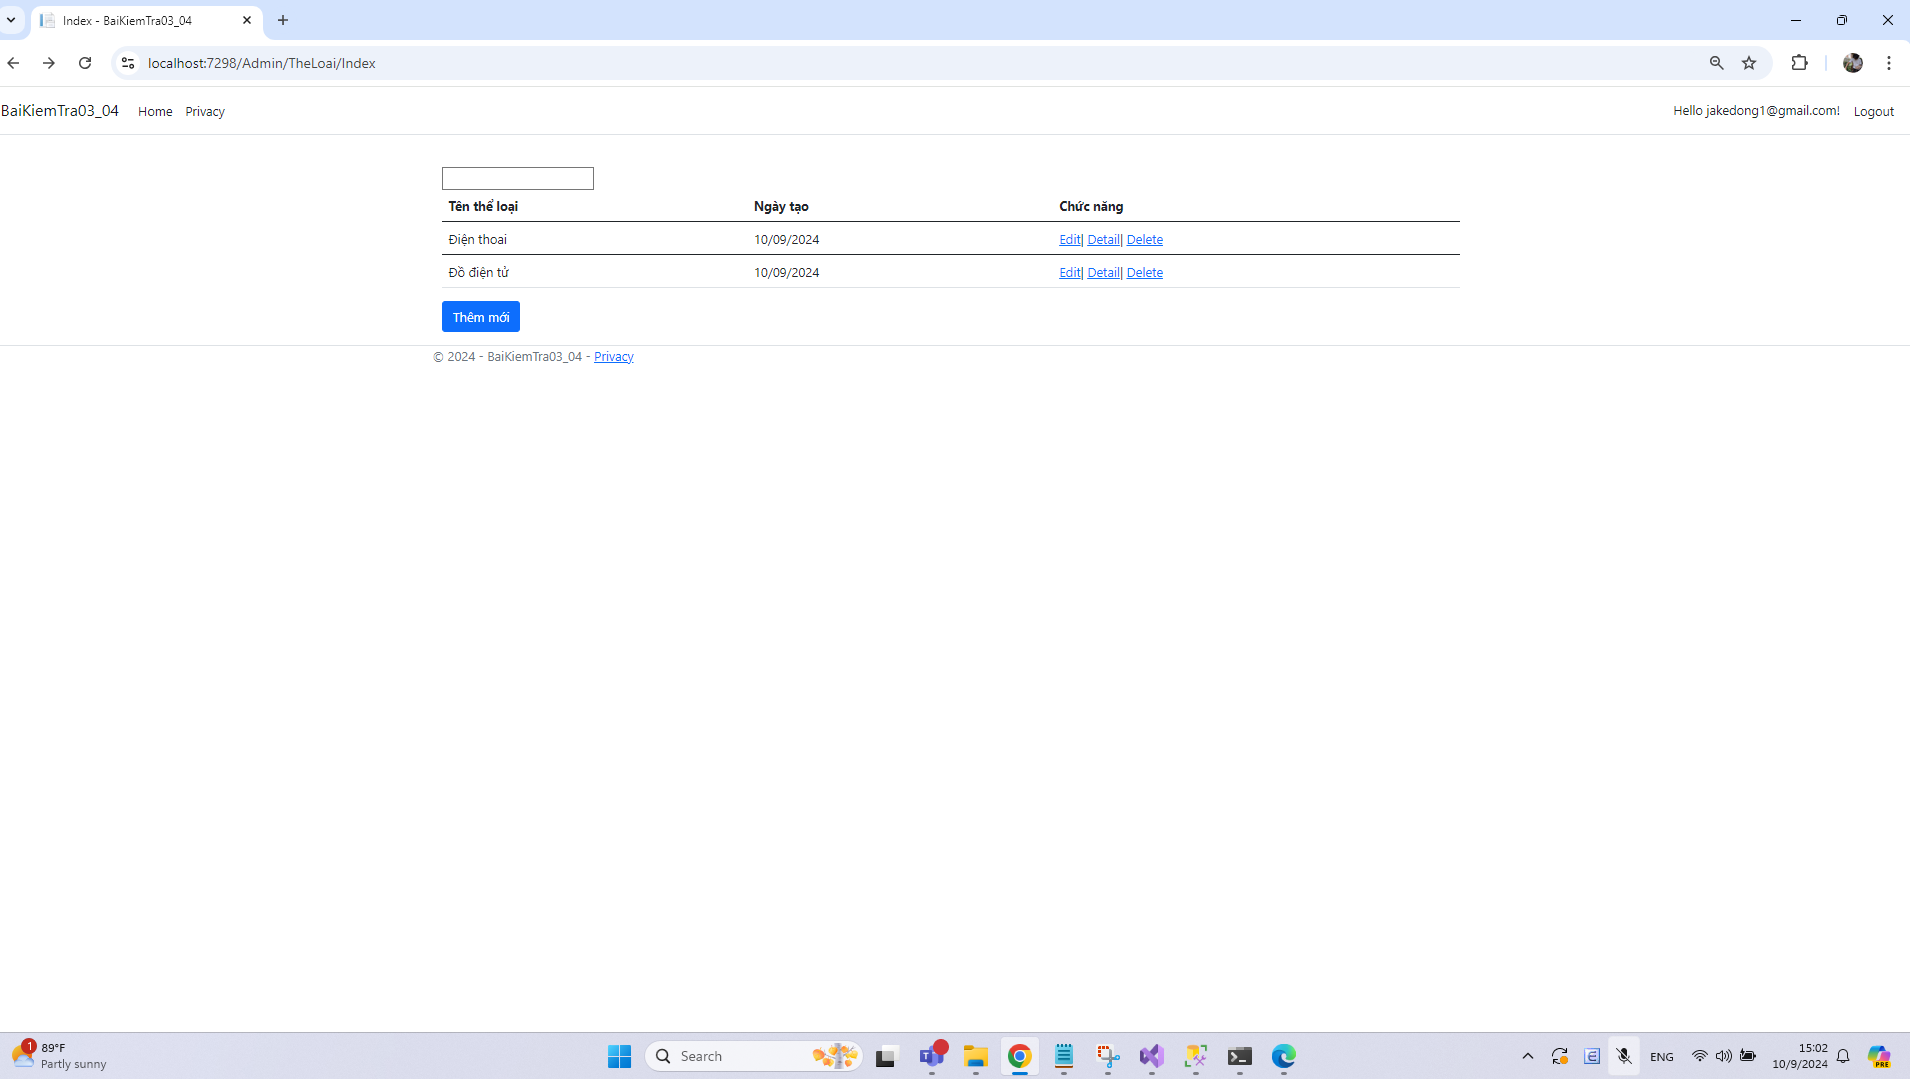 Index - BaiKiemTra03_04
localhost:7298/Admin/TheLoai/Index
BaiKiemTra03_04 Home Privacy Hello jakedong1@gmail.com! Logout
Tên thể loại Ngày tạo Chức năng
Điện thoai 10/09/2024 Edit| Detail| Delete
Đồ điện tử 10/09/2024 Edit| Detail| Delete
Thêm mới
© 2024 - BaiKiemTra03_04 - Privacy
1 89°F
Partly sunny
Search
ENG
15:02
10/9/2024
PRE